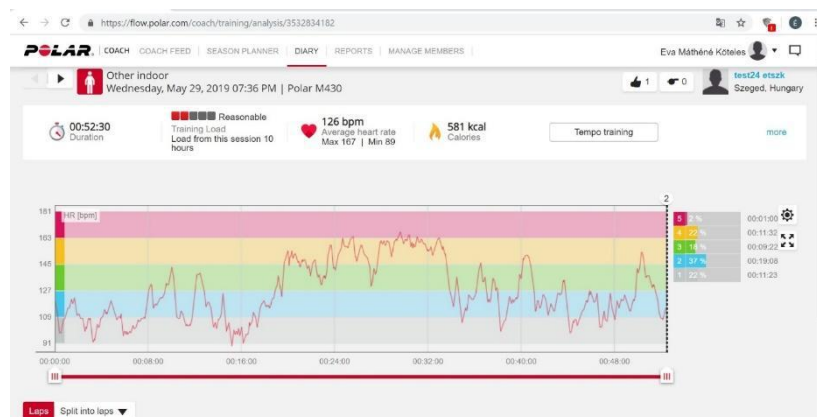 https://flow.polar.com/coach/training/analysis/3532834182
POLAR. COACH COACH FEED SEASON PLANNER DIARY REPORTS MANAGE MEMBERS Eva Máthéné Köteles
Other indoor
Wednesday, May 29, 2019 07:36 PM | Polar M430
1 0
test24 etszk
Szeged, Hungary
00:52:30
Duration
Reasonable
Training Load
Load from this session 10
hours
126 bpm
Average heart rate
Max 167 | Min 89
581 kcal
Calories
Tempo training
more
2
HR [bpm]
181
163
145
127
109
91
5 2 % 00:01:00
4 22 % 00:11:32
3 18 % 00:09:22
2 37 % 00:19:08
1 22 % 00:11:23
00:00:00 00:08:00 00:16:00 00:24:00 00:32:00 00:40:00 00:48:00
Laps Split into laps